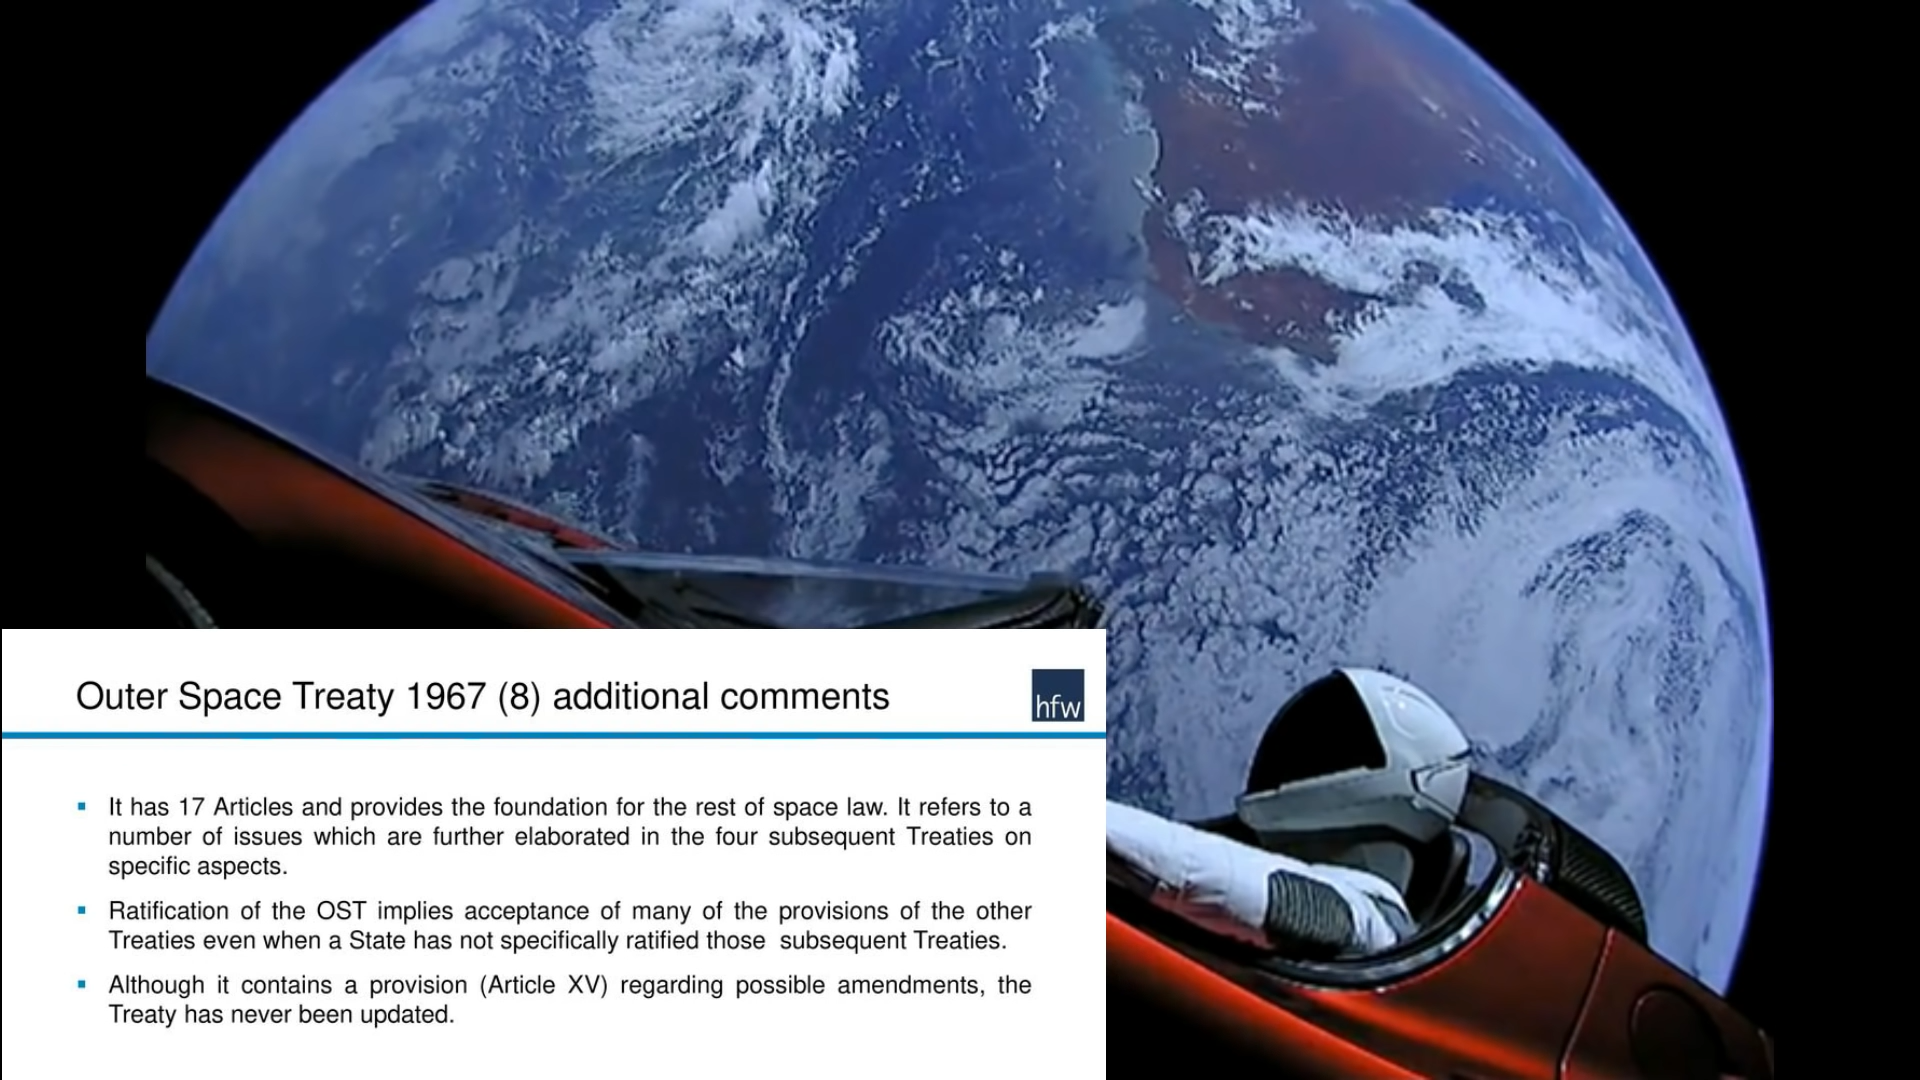 Outer Space Treaty 1967 (8) additional comments
hfw
It has 17 Articles and provides the foundation for the rest of space law. It refers to a
number of issues which are further elaborated in the four subsequent Treaties on
specific aspects.
Ratification of the OST implies acceptance of many of the provisions of the other
Treaties even when a State has not specifically ratified those subsequent Treaties.
Although it contains a provision (Article XV) regarding possible amendments, the
Treaty has never been updated.